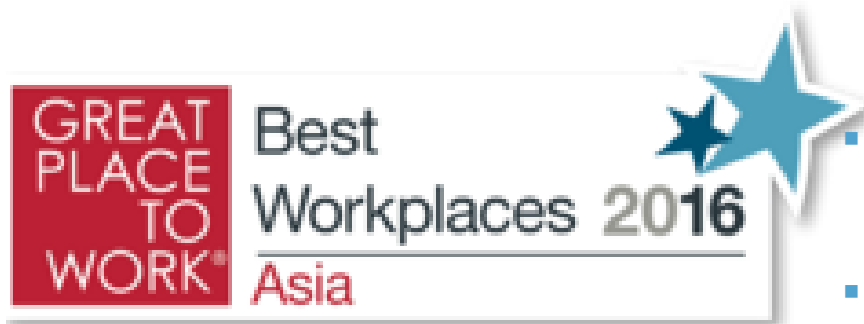 GREAT
PLACE
TO
WORK®
Best
Workplaces 2016
Asia